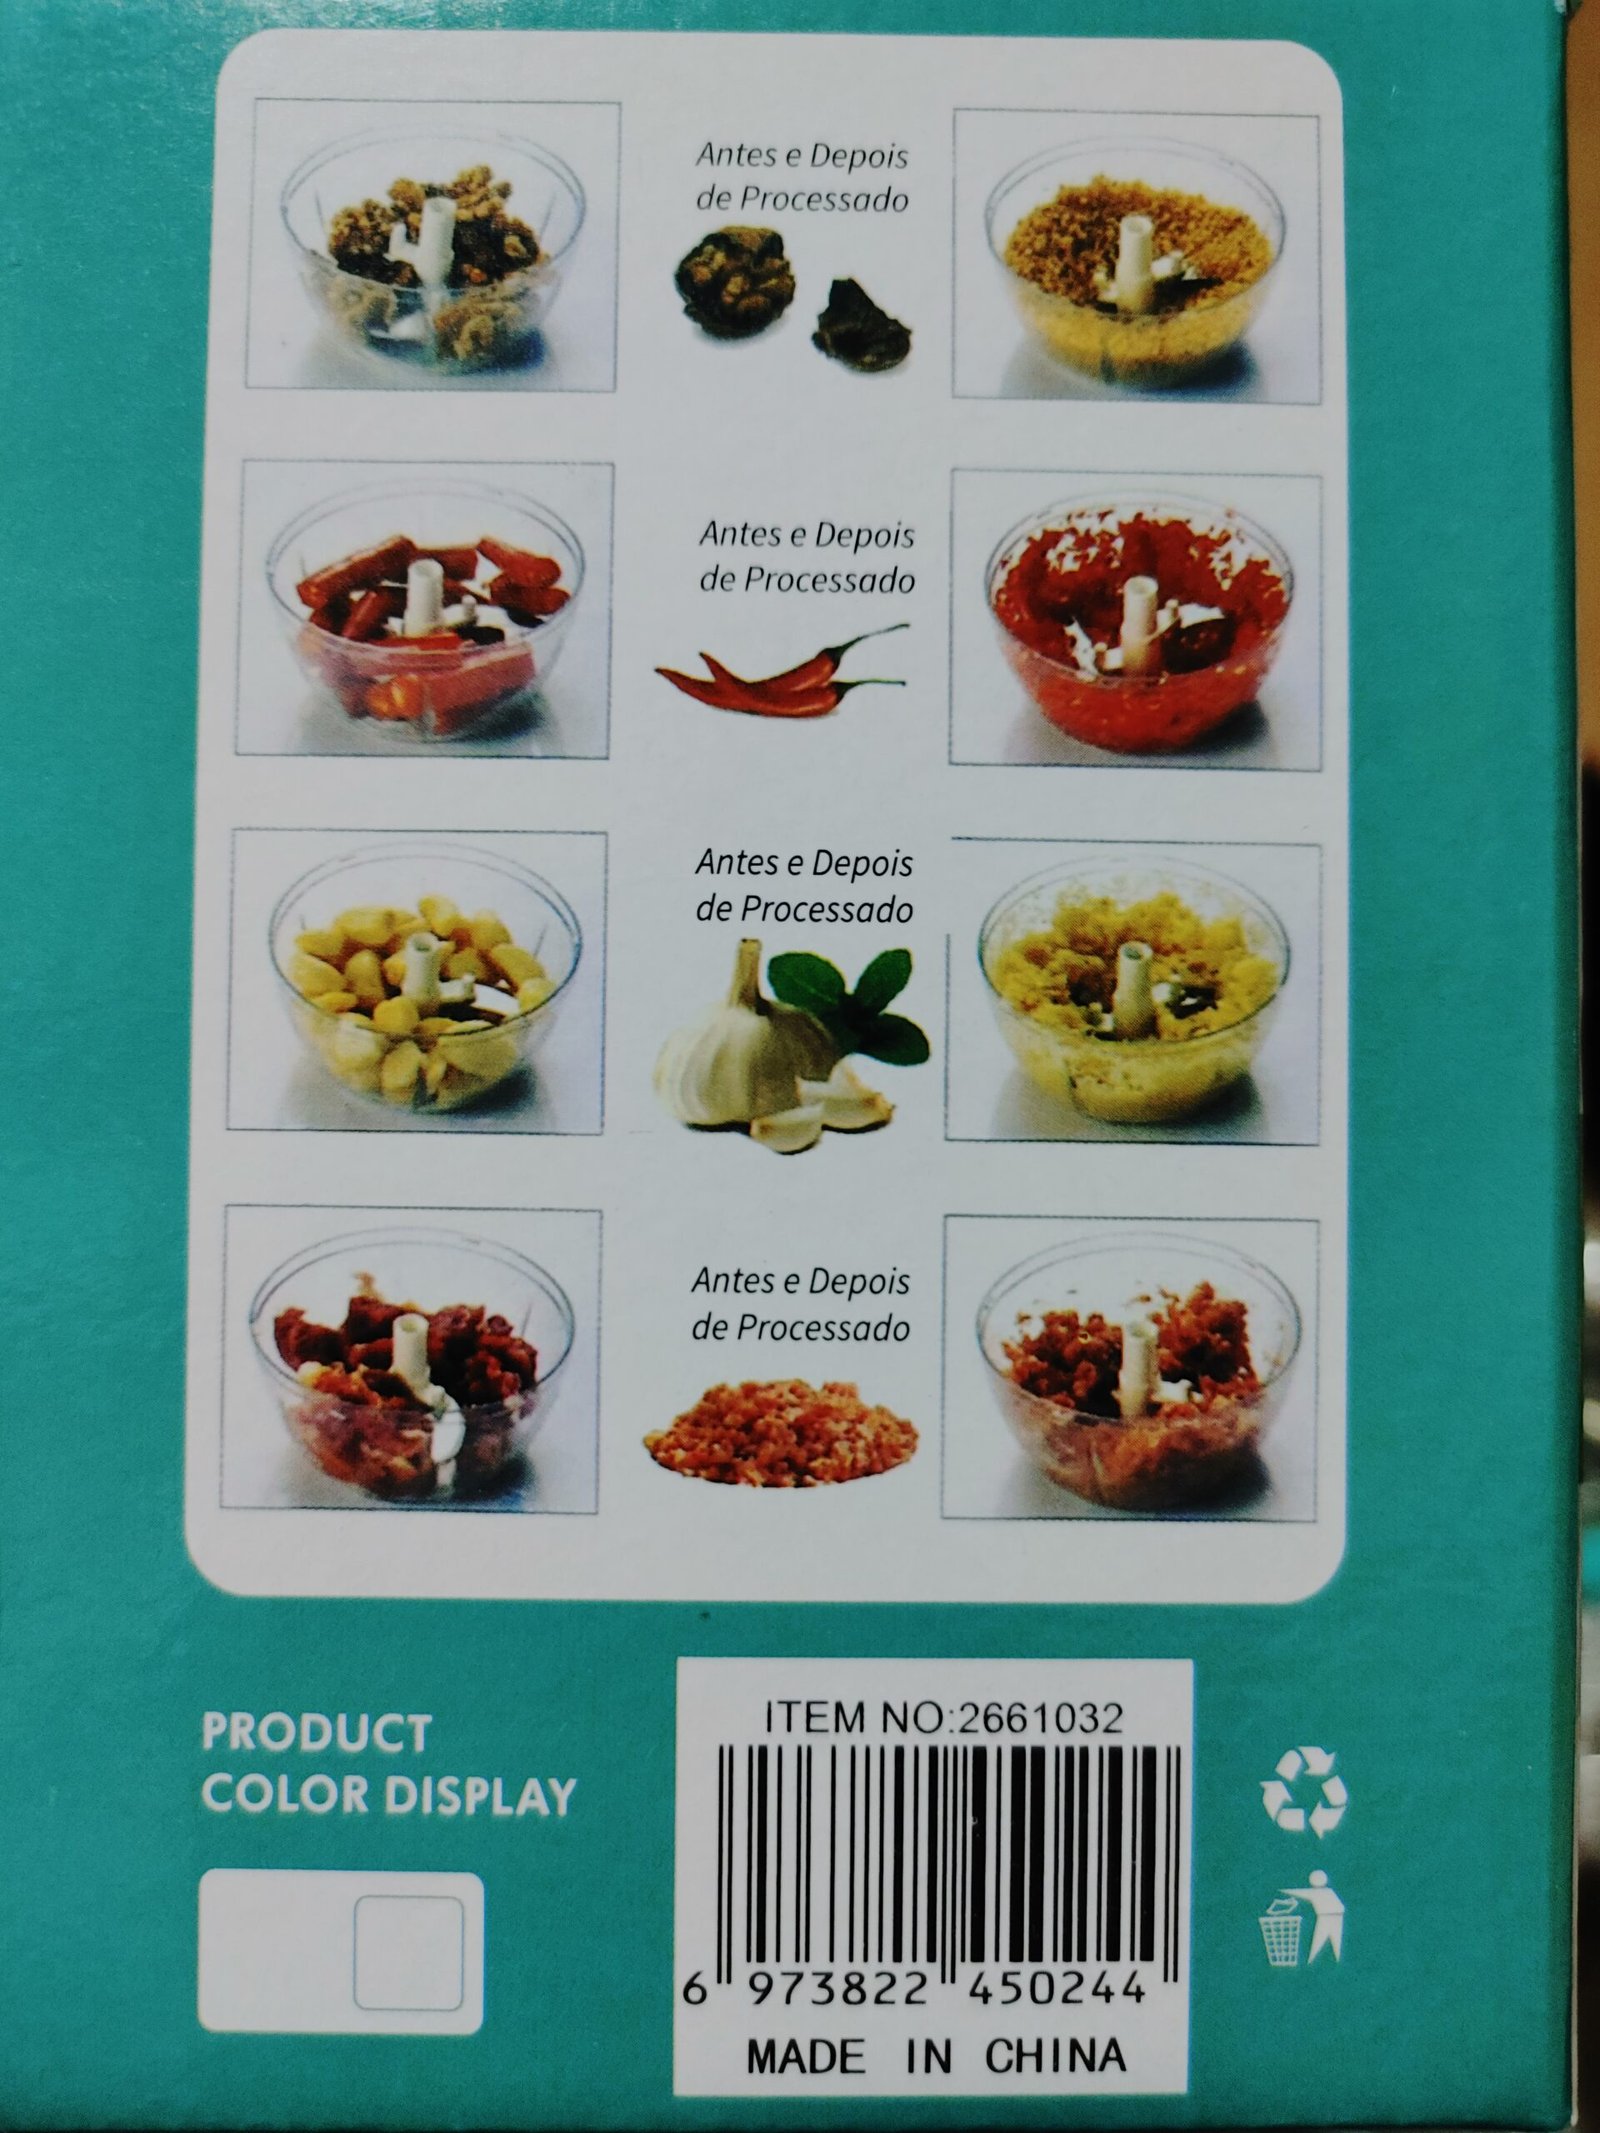 Antes e Depois
de Processado
Antes e Depois
de Processado
Antes e Depois
de Processado
Antes e Depois
de Processado
PRODUCT
COLOR DISPLAY
ITEM NO:2661032
6 973822 450244
MADE IN CHINA